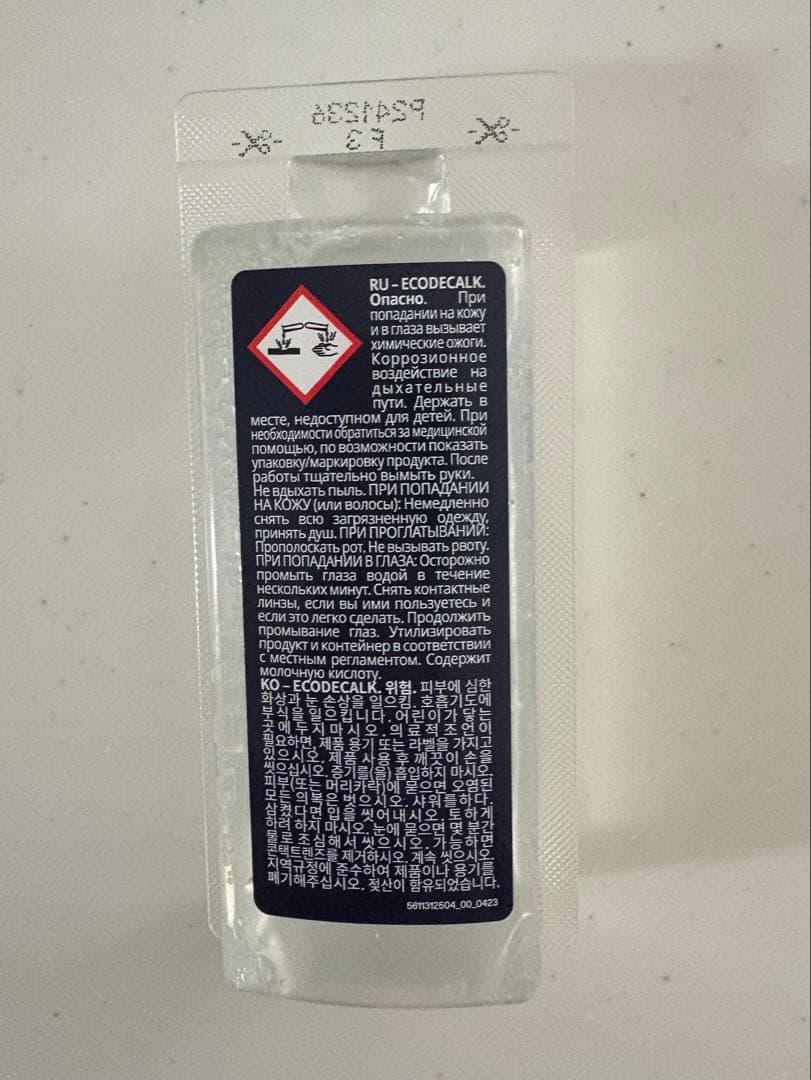 F3
RU – ECODECALK.
Опасно. При
попадании на кожу
и в глаза вызывает
химические ожоги.
Коррозионное
воздействие на
дыхательные
пути. Держать в
месте, недоступном для детей. При
необходимости обратиться за медицинской
помощью, по возможности показать
упаковку/маркировку продукта. После
работы тщательно вымыть руки.
Не вдыхать пыль. ПРИ ПОПАДАНИИ
НА КОЖУ (или волосы): Немедленно
снять всю загрязненную одежду,
принять душ. ПРИ ПРОГЛАТЫВАНИИ:
Прополоскать рот. Не вызывать рвоту.
ПРИ ПОПАДАНИИ В ГЛАЗА: Осторожно
промыть глаза водой в течение
нескольких минут. Снять контактные
линзы, если вы ими пользуетесь и
если это легко сделать. Продолжить
промывание глаз. Утилизировать
продукт и контейнер в соответствии
с местным регламентом. Содержит
молочную кислоту.
KO – ECODECALK. 위험. 피부에 심한
화상과 눈 손상을 일으킴. 호흡기도에
부식을 일으킵니다. 어린이가 닿는
곳에 두지 마시오. 의료적 조언이
필요하면, 제품 용기 또는 라벨을 가지고
있으시오. 제품 사용 후 깨끗이 손을
씻으십시오. 증기를(을) 흡입하지 마시오.
피부(또는 머리카락)에 묻으면 오염된
모든 의복은 벗으시오. 샤워를하다.
삼켰다면 입을 씻어내시오. 토하게
하려 하지 마시오. 눈에 묻으면 몇 분간
물로 조심해서 씻으시오. 가능하면
콘택트렌즈를 제거하시오. 계속 씻으시오.
지역규정에 준수하여 제품이나 용기를
폐기해주십시오. 젖산이 함유되었습니다.
5611312504_00_0423